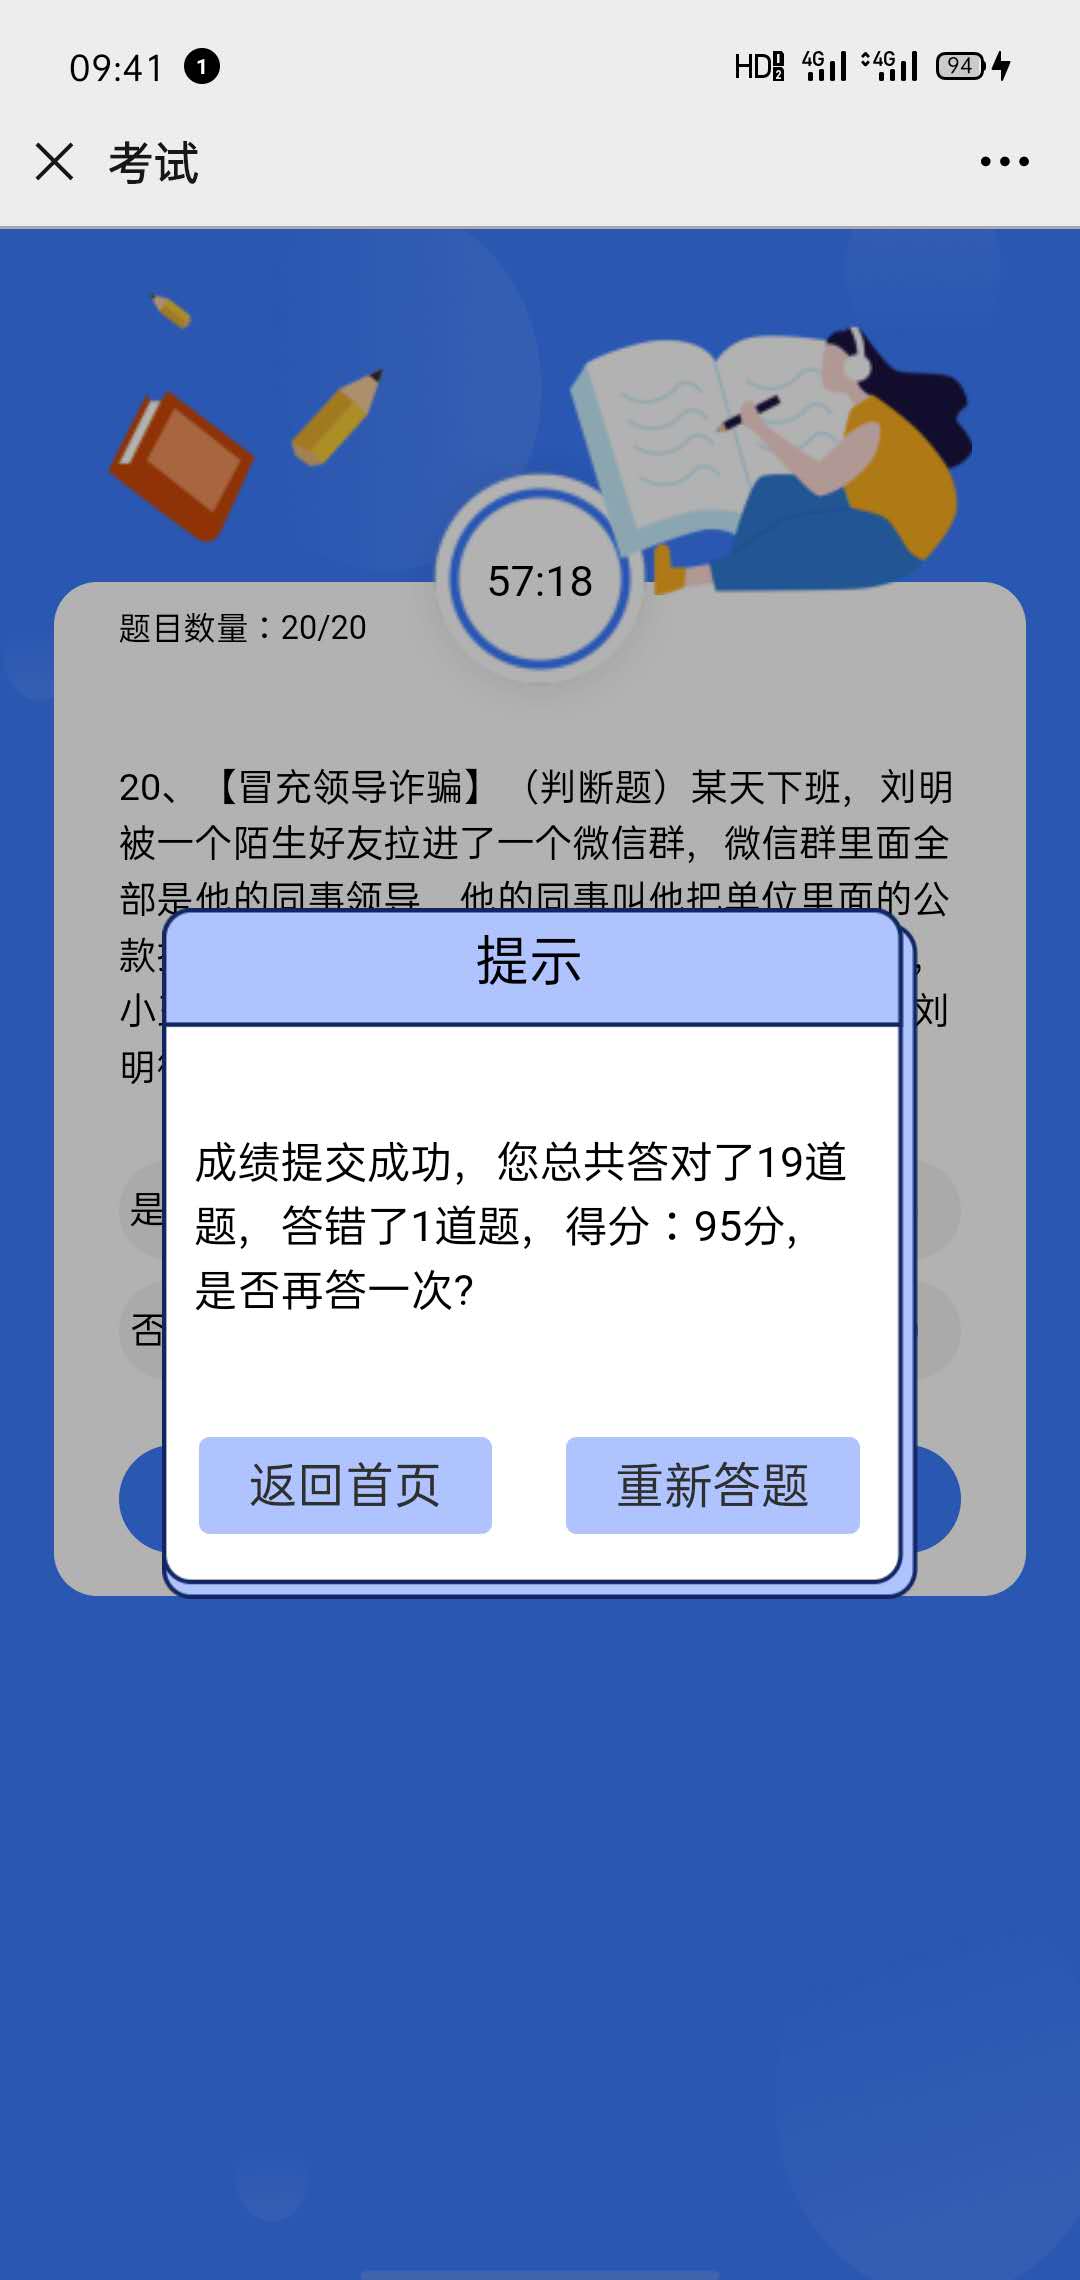 09:41 1 HD 1 2 4G 4G 94
考试
57:18
题目数量：20/20
20、【冒充领导诈骗】（判断题）某天下班，刘明
被一个陌生好友拉进了一个微信群，微信群里面全
部是他的同事领导，他的同事叫他把单位里面的公
款
提示
，
小
刘
明
成绩提交成功，您总共答对了19道
是
题，答错了1道题，得分：95分，
是否再答一次?
否
返回首页 重新答题